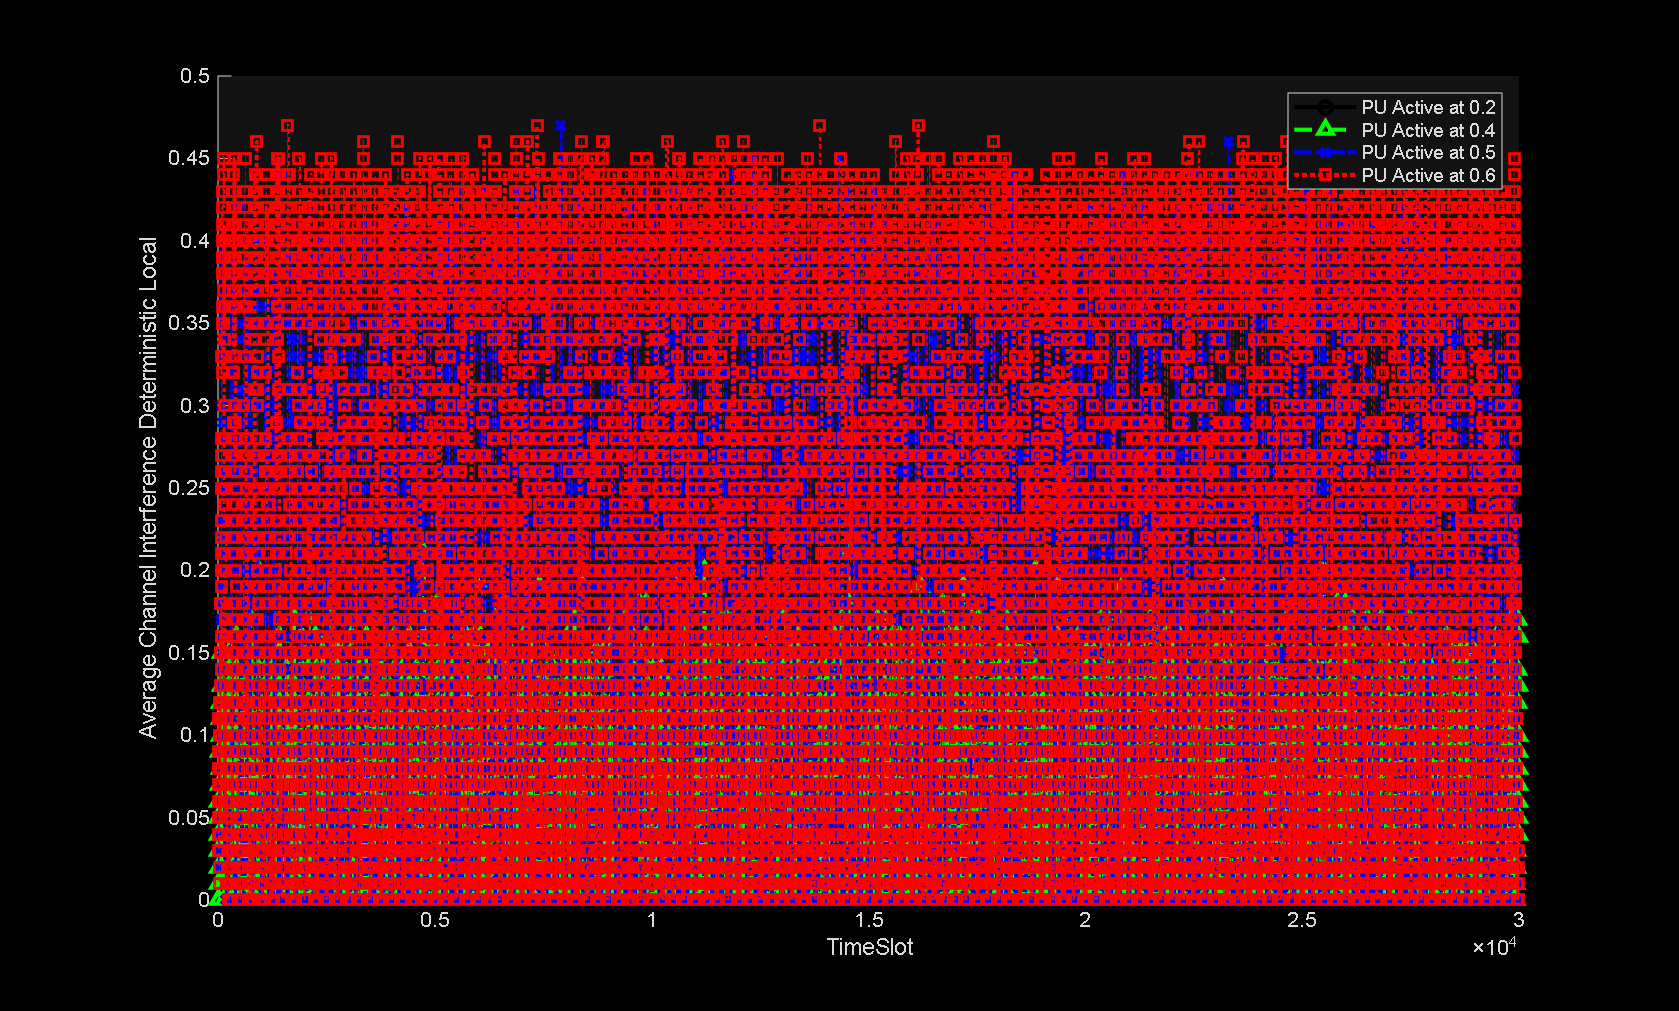 0.5
0.45
0.4
0.35
0.3
0.25
0.2
0.15
0.1
0.05
0
Average Channel Interference Deterministic Local
PU Active at 0.2
PU Active at 0.4
PU Active at 0.5
PU Active at 0.6
0 0.5 1 1.5 2 2.5 3
TimeSlot
×10⁴